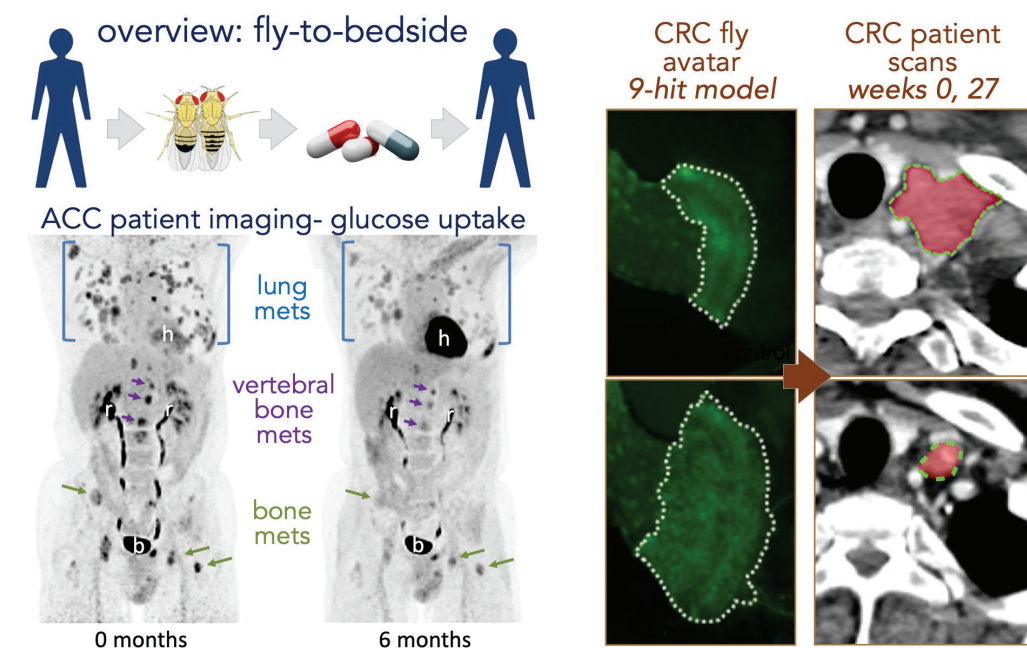 overview: fly-to-bedside
ACC patient imaging- glucose uptake
lung
mets
h
h
vertebral
bone
mets
r
r
r
r
bone
mets
b
b
0 months
6 months
CRC fly
avatar
9-hit model
CRC patient
scans
weeks 0, 27